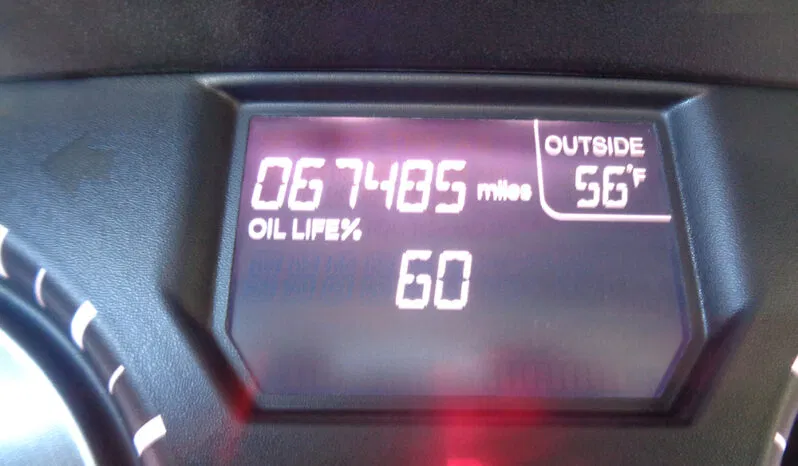 OUTSIDE
067485 miles 56°F
OIL LIFE%
60